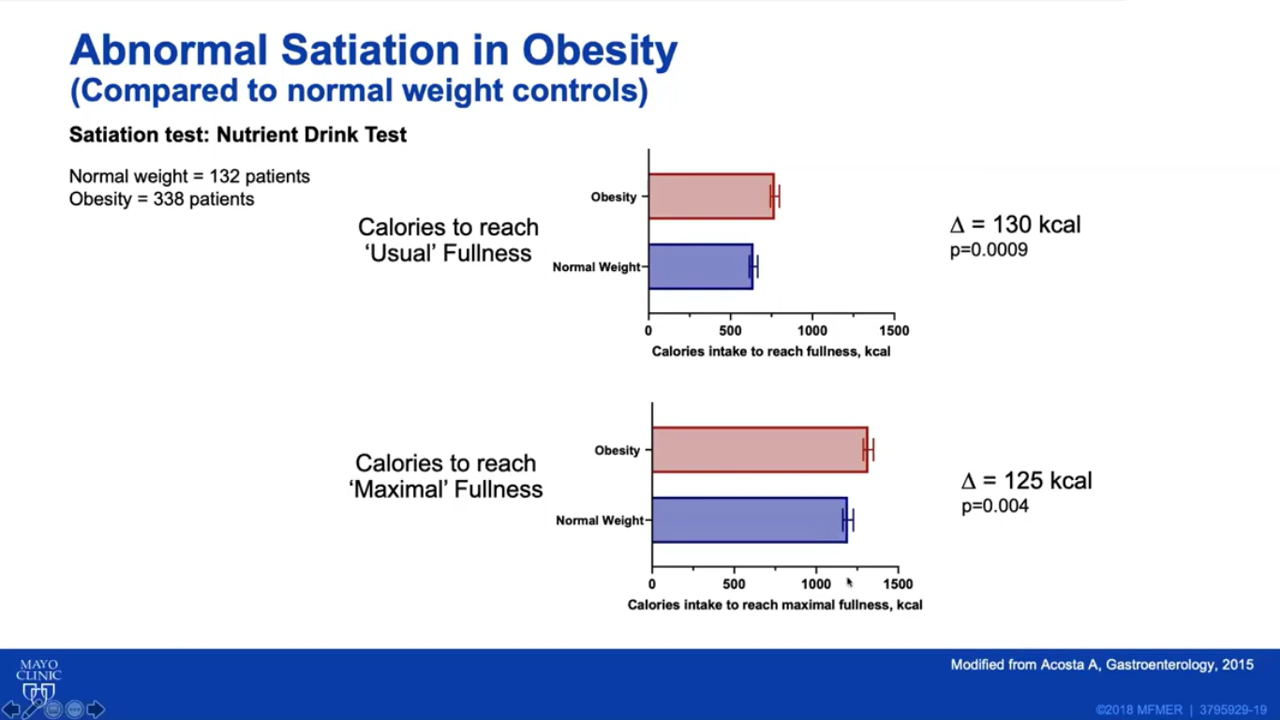 Abnormal Satiation in Obesity
(Compared to normal weight controls)
Satiation test: Nutrient Drink Test
Normal weight = 132 patients
Obesity = 338 patients
Calories to reach
‘Usual’ Fullness
Obesity
Normal Weight
0 500 1000 1500
Calories intake to reach fullness, kcal
Δ = 130 kcal
p=0.0009
Calories to reach
‘Maximal’ Fullness
Obesity
Normal Weight
0 500 1000 1500
Calories intake to reach maximal fullness, kcal
Δ = 125 kcal
p=0.004
MAYO
CLINIC
Modified from Acosta A, Gastroenterology, 2015
©2018 MFMER | 3795929-19